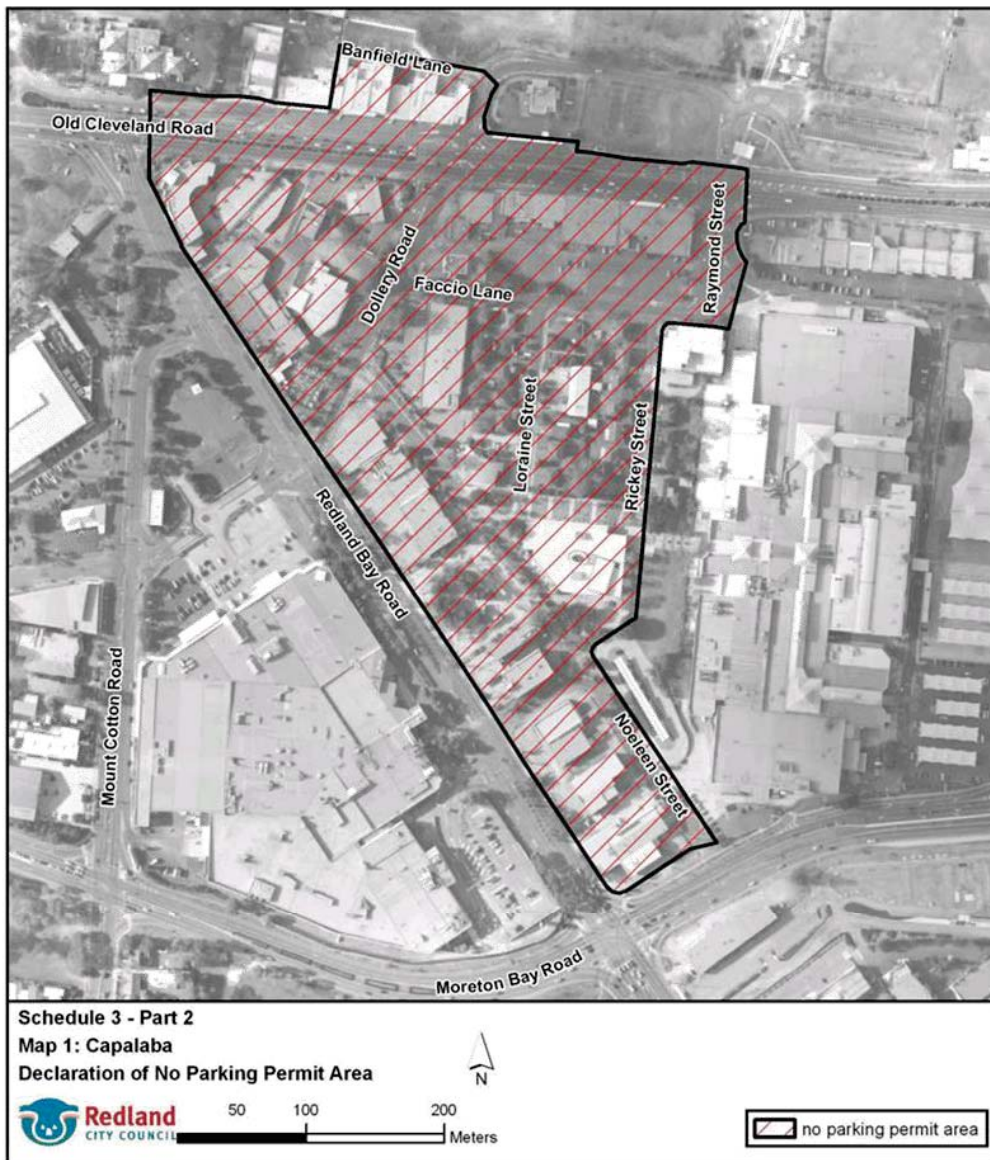 Banfield Lane
Old Cleveland Road
Raymond Street
Dollery Road
Faccio Lane
Loraine Street
Rickey Street
Redland Bay Road
Mount Cotton Road
Noeleen Street
Moreton Bay Road
Schedule 3 - Part 2
Map 1: Capalaba
Declaration of No Parking Permit Area
N
Redland
CITY COUNCIL
50 100 200
Meters
no parking permit area